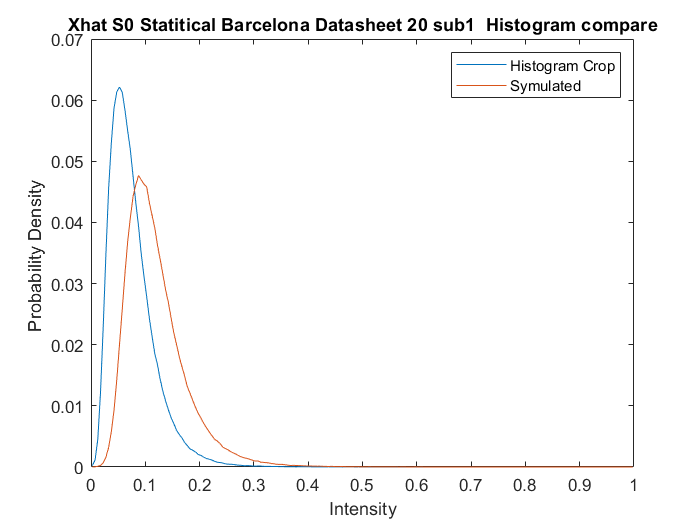 Xhat S0 Statitical Barcelona Datasheet 20 sub1  Histogram compare
0.07
Histogram Crop
Symulated
0.06
0.05
0.04
0.03
0.02
0.01
0
Probability Density
0 0.1 0.2 0.3 0.4 0.5 0.6 0.7 0.8 0.9 1
Intensity